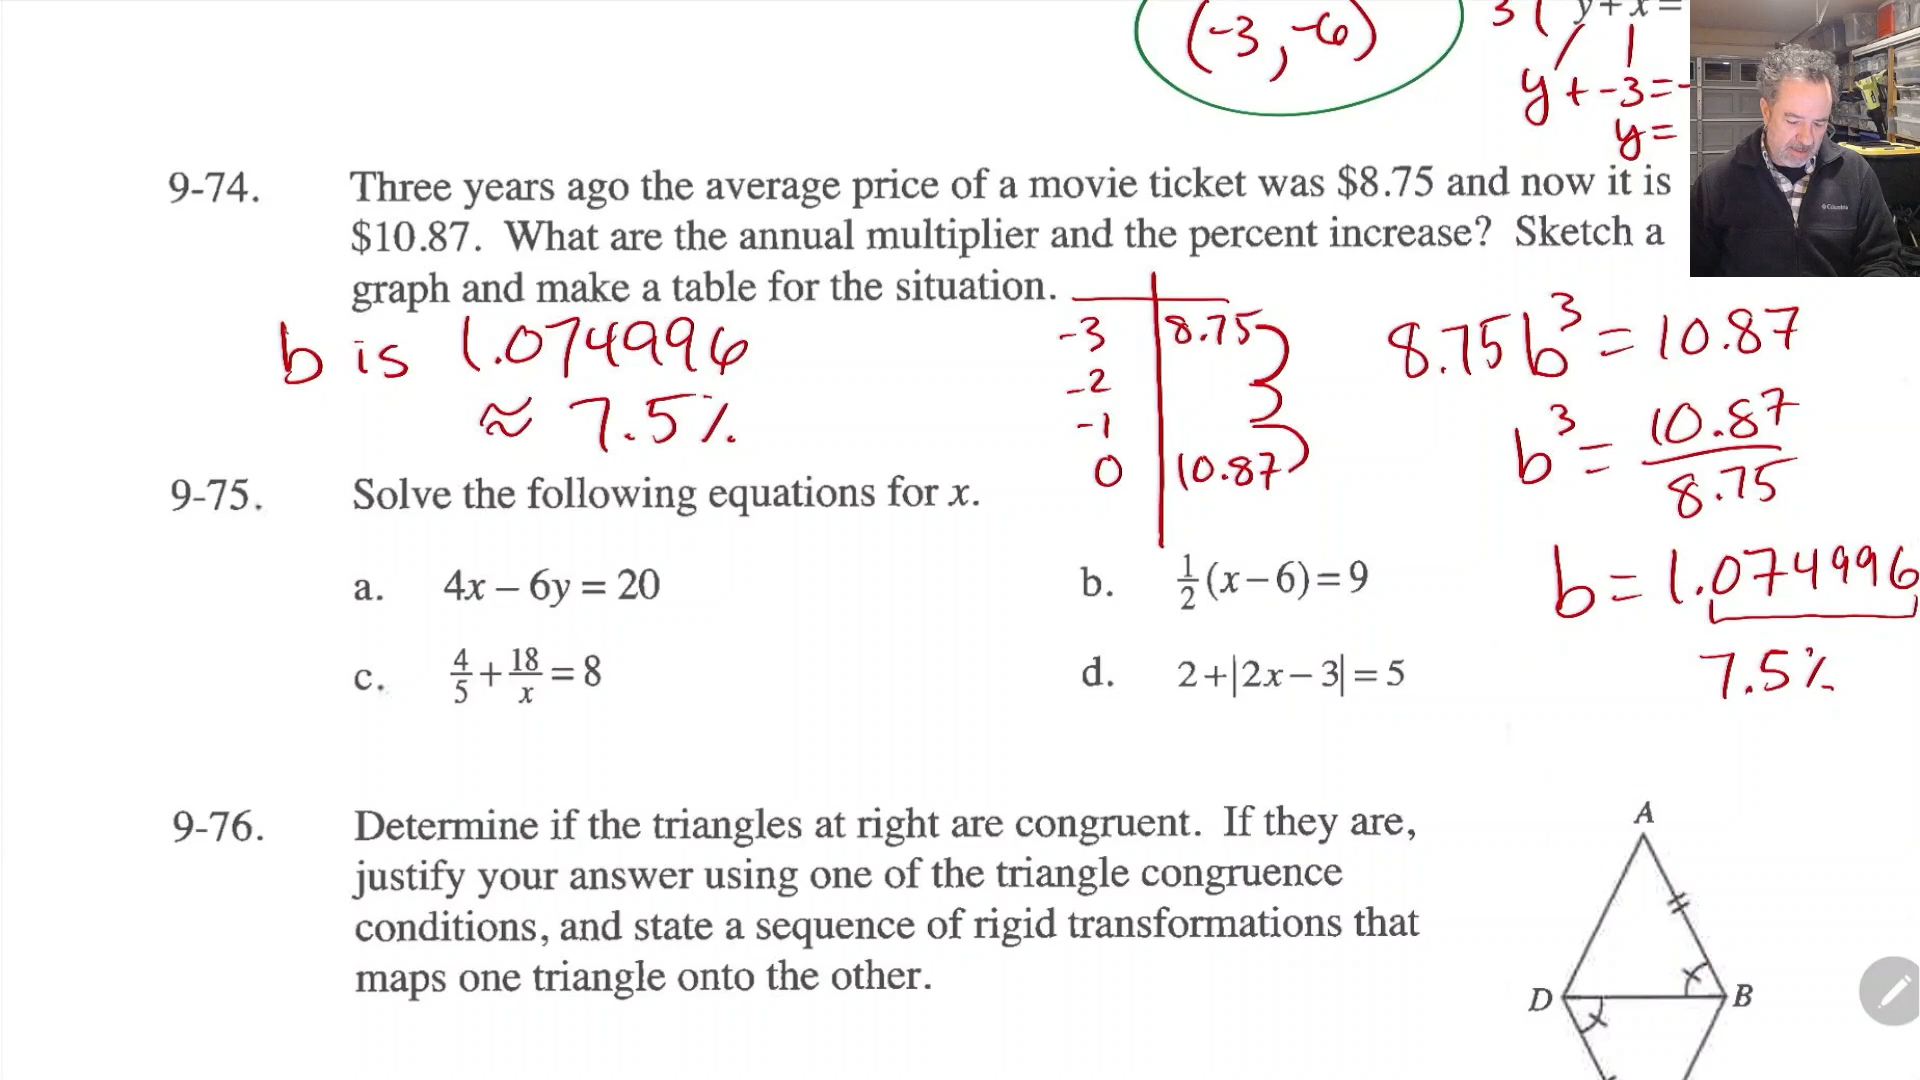 (-3, -6)
3 ( y + x =
y + -3 = -
y =
9-74. Three years ago the average price of a movie ticket was $8.75 and now it is
$10.87. What are the annual multiplier and the percent increase? Sketch a
graph and make a table for the situation.
b is 1.074996
≈ 7.5%
-3 | 8.75
-2
-1
0 | 10.87
8.75b³ = 10.87
b³ = 10.87/8.75
b = 1.074996
7.5%
9-75. Solve the following equations for x.
a. 4x – 6y = 20
b. 1/2 (x – 6) = 9
c. 4/5 + 18/x = 8
d. 2 + |2x – 3| = 5
9-76. Determine if the triangles at right are congruent. If they are,
justify your answer using one of the triangle congruence
conditions, and state a sequence of rigid transformations that
maps one triangle onto the other.
A
D
B
Columbia